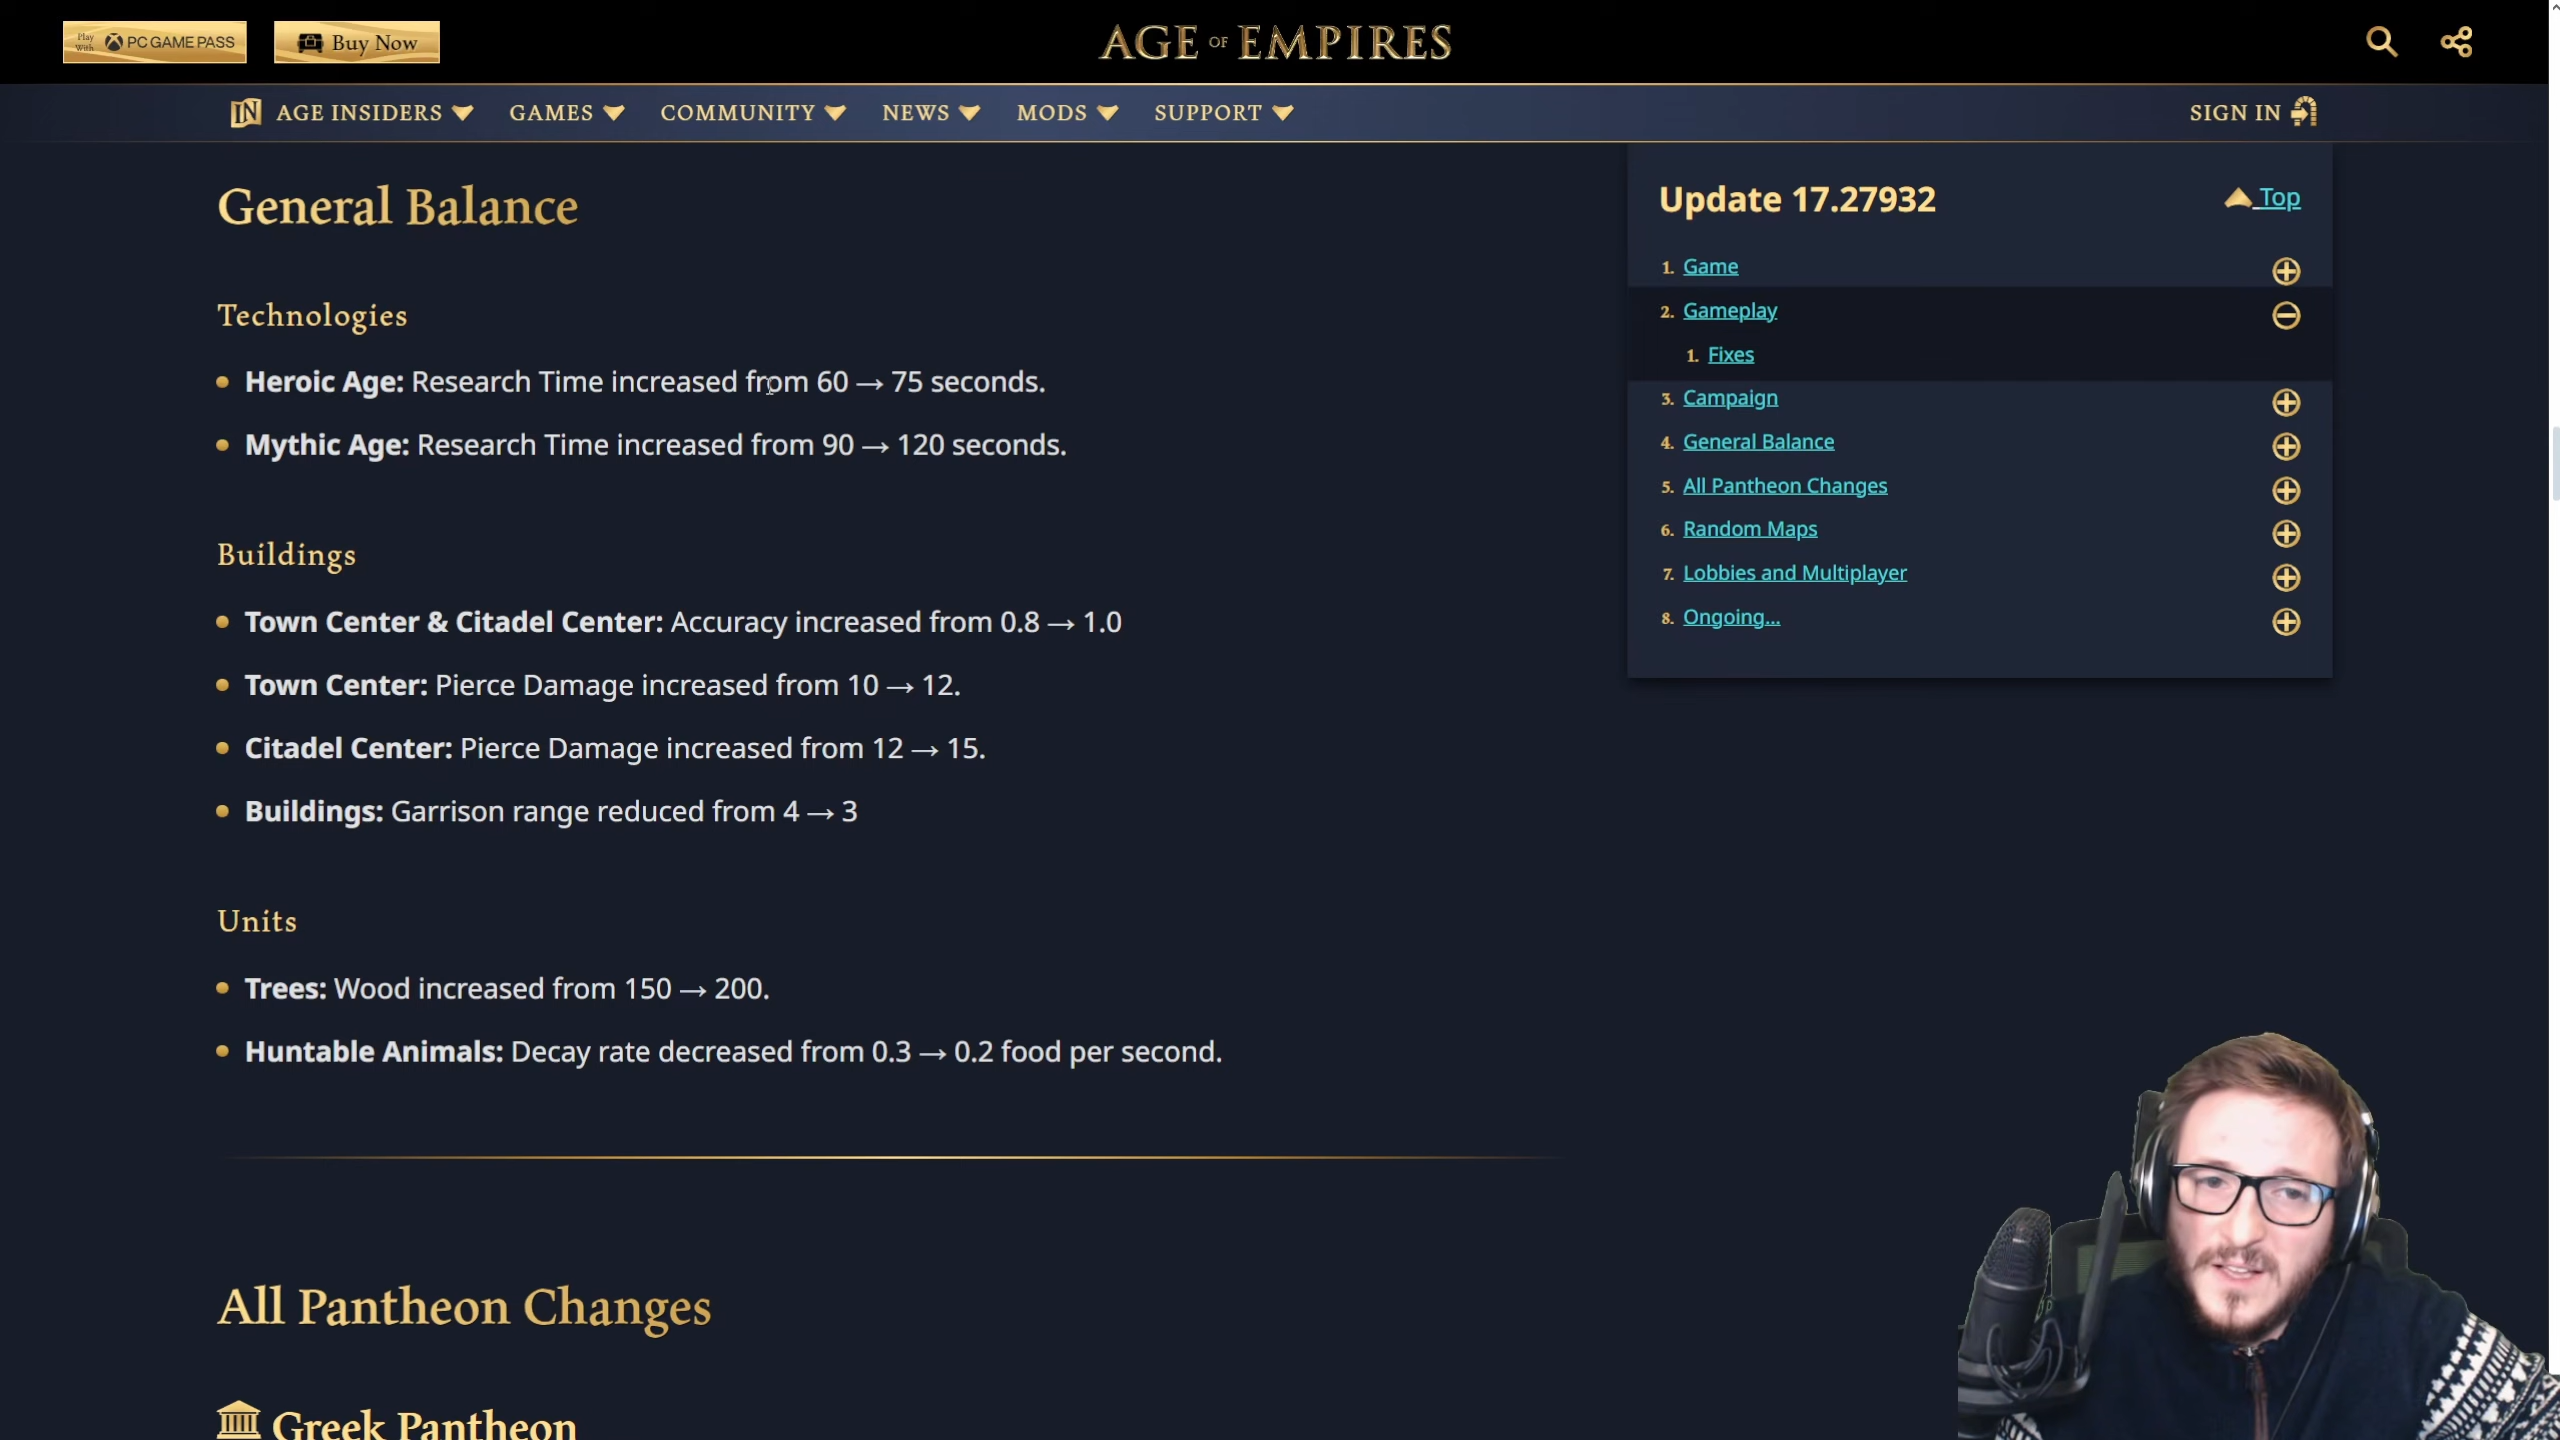 Play With PC GAME PASS
Buy Now
AGE OF EMPIRES
IN AGE INSIDERS GAMES COMMUNITY NEWS MODS SUPPORT SIGN IN
General Balance
Technologies
Heroic Age: Research Time increased from 60 → 75 seconds.
Mythic Age: Research Time increased from 90 → 120 seconds.
Buildings
Town Center & Citadel Center: Accuracy increased from 0.8 → 1.0
Town Center: Pierce Damage increased from 10 → 12.
Citadel Center: Pierce Damage increased from 12 → 15.
Buildings: Garrison range reduced from 4 → 3
Units
Trees: Wood increased from 150 → 200.
Huntable Animals: Decay rate decreased from 0.3 → 0.2 food per second.
All Pantheon Changes
Greek Pantheon
Update 17.27932 Top
1. Game
2. Gameplay
1. Fixes
3. Campaign
4. General Balance
5. All Pantheon Changes
6. Random Maps
7. Lobbies and Multiplayer
8. Ongoing...